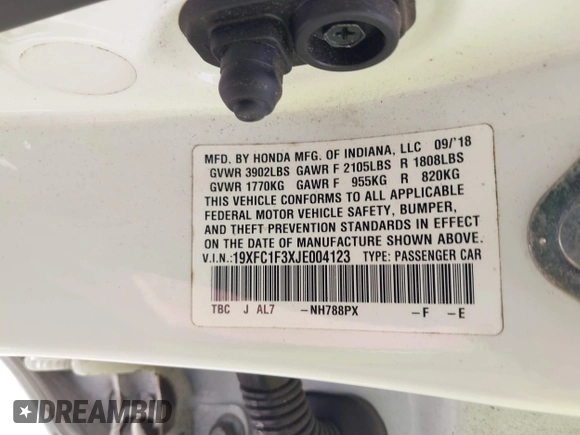 MFD. BY HONDA MFG. OF INDIANA, LLC 09/'18
GVWR 3902LBS GAWR F 2105LBS R 1808LBS
GVWR 1770KG GAWR F 955KG R 820KG
THIS VEHICLE CONFORMS TO ALL APPLICABLE
FEDERAL MOTOR VEHICLE SAFETY, BUMPER,
AND THEFT PREVENTION STANDARDS IN EFFECT
ON THE DATE OF MANUFACTURE SHOWN ABOVE.
V.I.N.:19XFC1F3XJE004123 TYPE: PASSENGER CAR
TBC J AL7 -NH788PX -F -E
DREAMBID